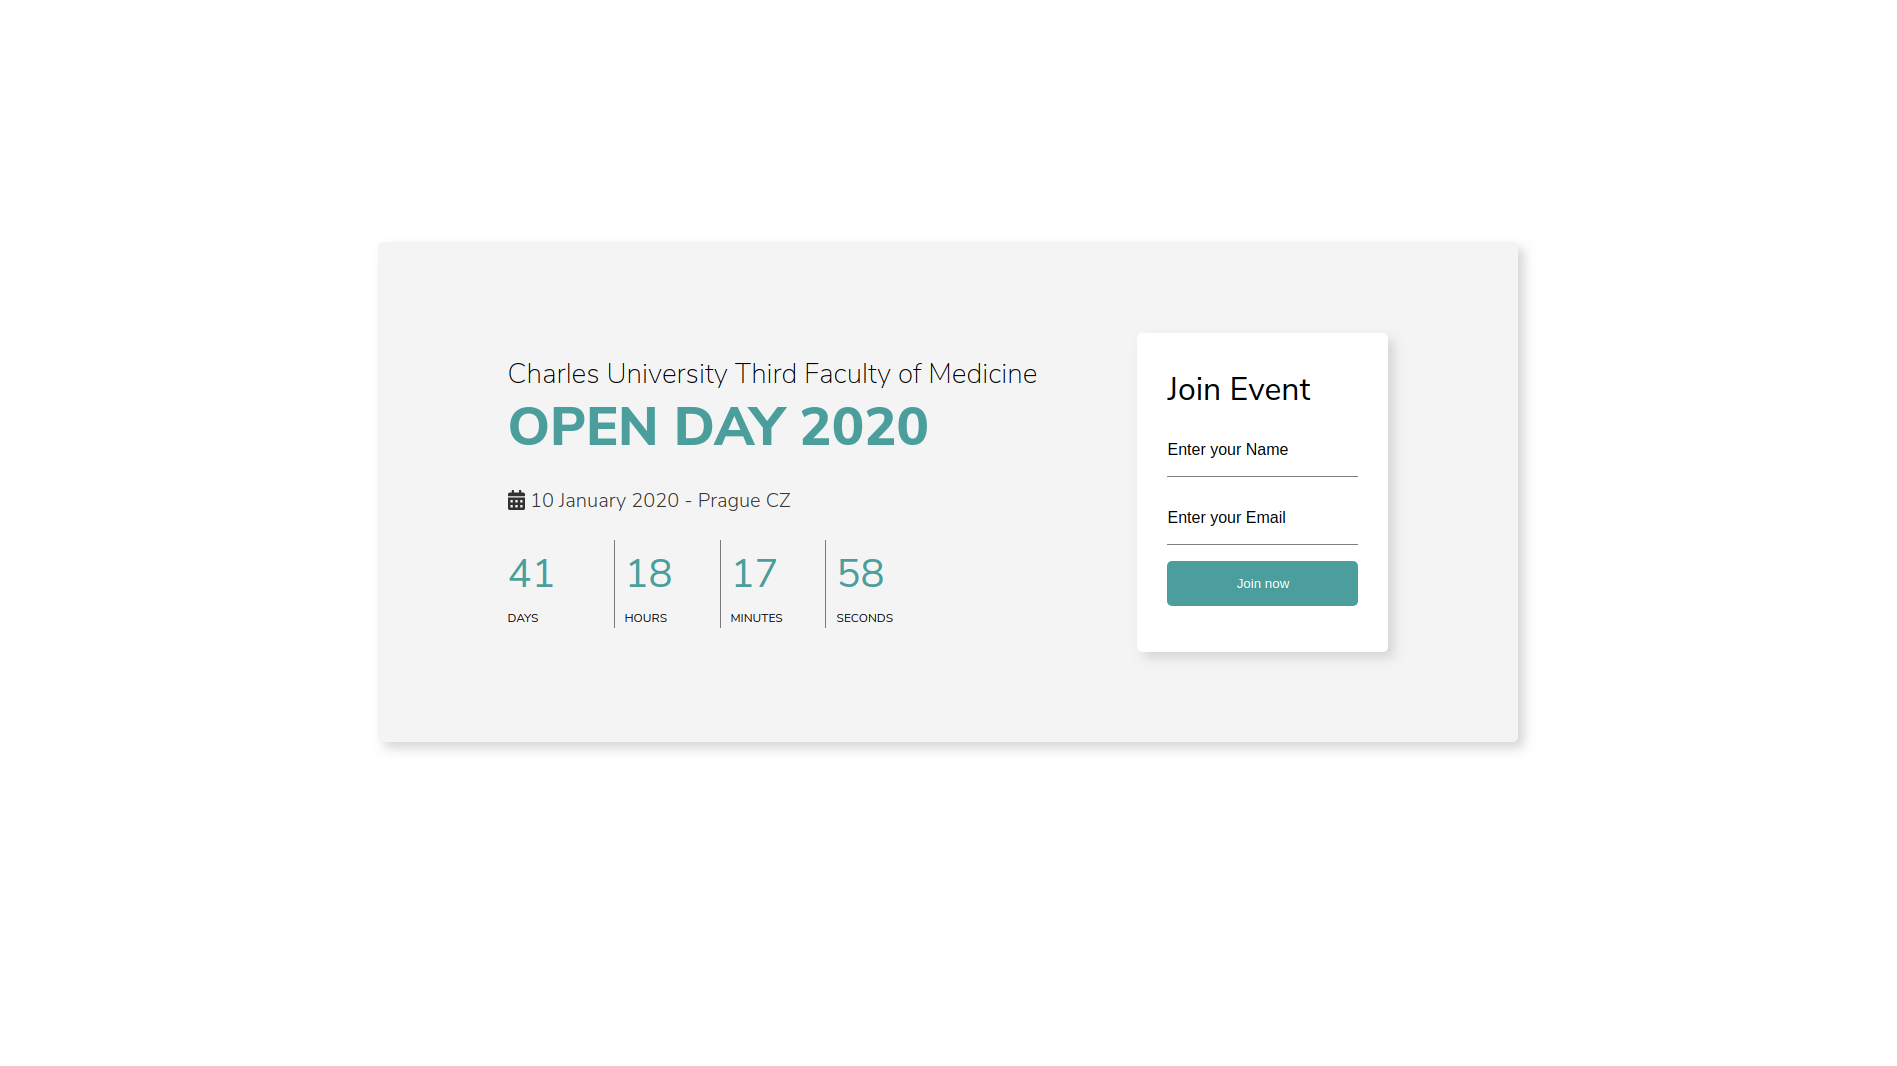 Charles University Third Faculty of Medicine
OPEN DAY 2020
10 January 2020 - Prague CZ
41 18 17 58
DAYS HOURS MINUTES SECONDS
Join Event
Enter your Name
Enter your Email
Join now